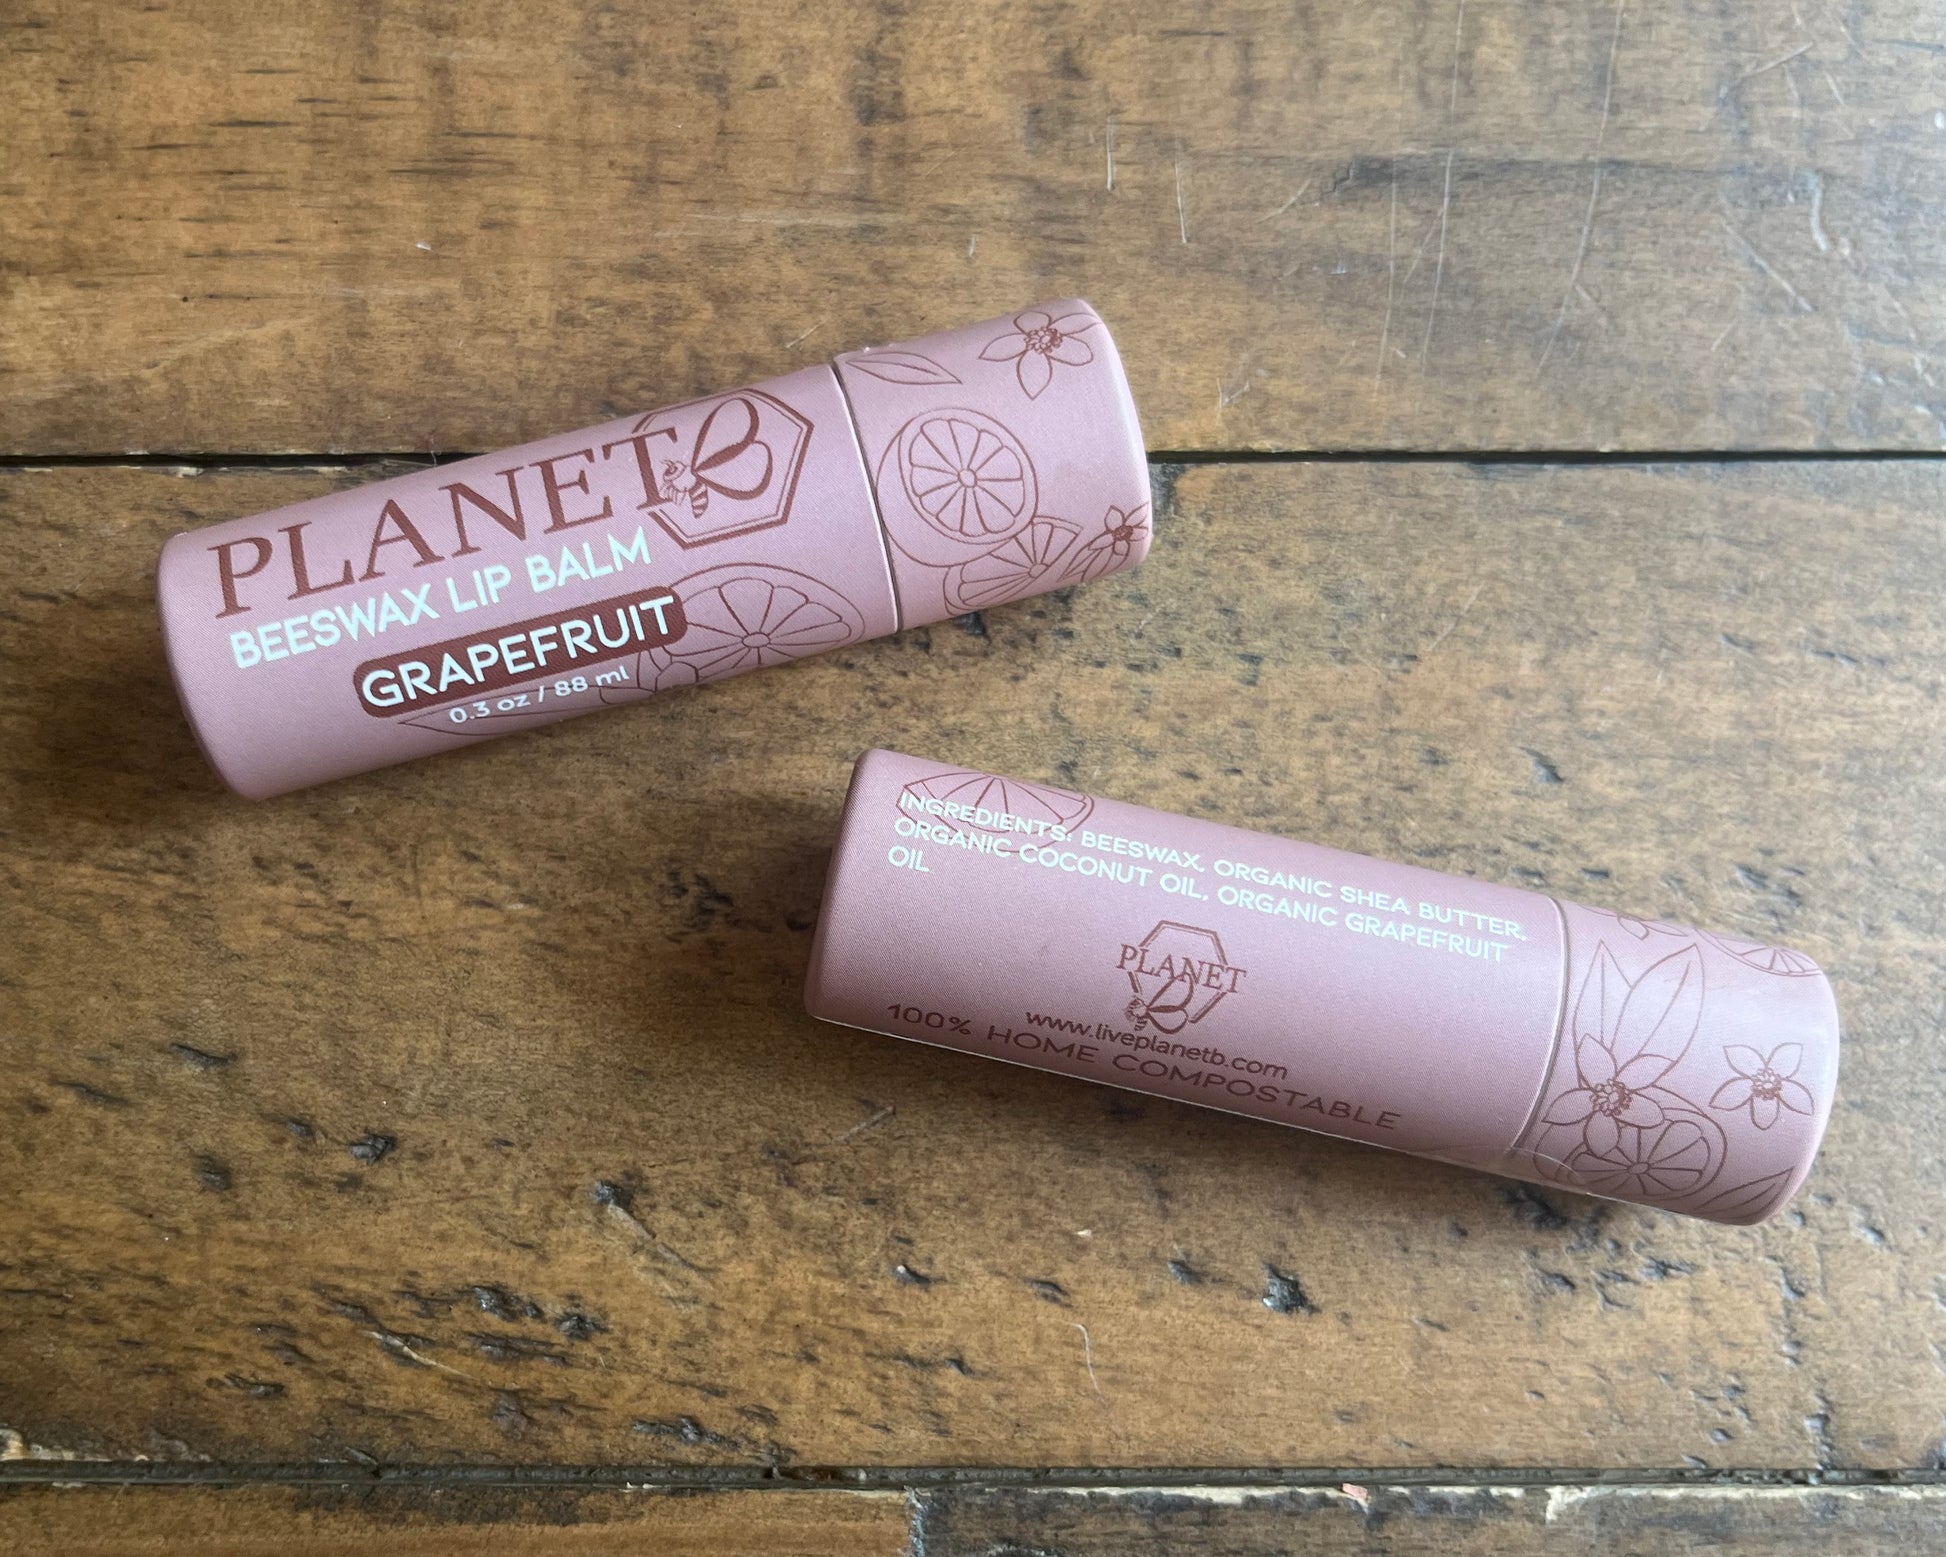 PLANET B
BEESWAX LIP BALM
GRAPEFRUIT
0.3 oz / 88 ml
INGREDIENTS: BEESWAX, ORGANIC SHEA BUTTER,
ORGANIC COCONUT OIL, ORGANIC GRAPEFRUIT
OIL
PLANET
B
www.liveplanetb.com
100% HOME COMPOSTABLE